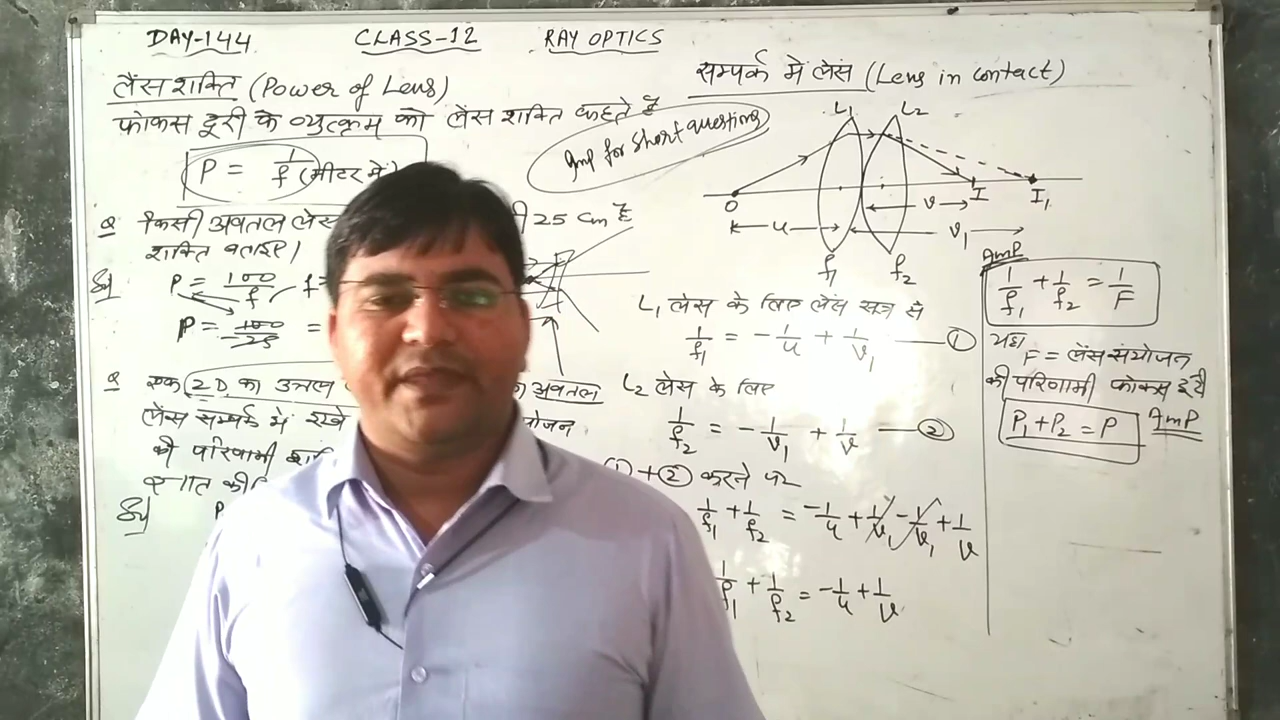 DAY-144 CLASS-12 RAY OPTICS
लैंस शक्ति (Power of Lens)
फोकस दूरी के व्युत्क्रम को लैंस शक्ति कहते है
P = 1/f (मीटर में)
Imp for short question
Q किसी अवतल लेंस 25 cm है
शक्ति बताइए।
P = 100/f f =
P = 100/-25 =
Q एक 2D का उत्तल अवतल
लैंस सम्पर्क में रखे
की परिणामी
ज्ञात
सम्पर्क में लेंस (Lens in contact)
L₁ L₂
O I I₁
u v
v₁
f₁ f₂
L₁ लेंस के लिए लेंस सूत्र से
1/f₁ = -1/u + 1/v₁ ①
L₂ लेंस के लिए
1/f₂ = -1/v₁ + 1/v ②
① + ② करने पर
1/f₁ + 1/f₂ = -1/u + 1/v₁ - 1/v₁ + 1/v
1/f₁ + 1/f₂ = -1/u + 1/v
Imp
1/f₁ + 1/f₂ = 1/F
यहाँ
F = लैंस संयोजन
की परिणामी फोकस दूरी
P₁ + P₂ = P Imp